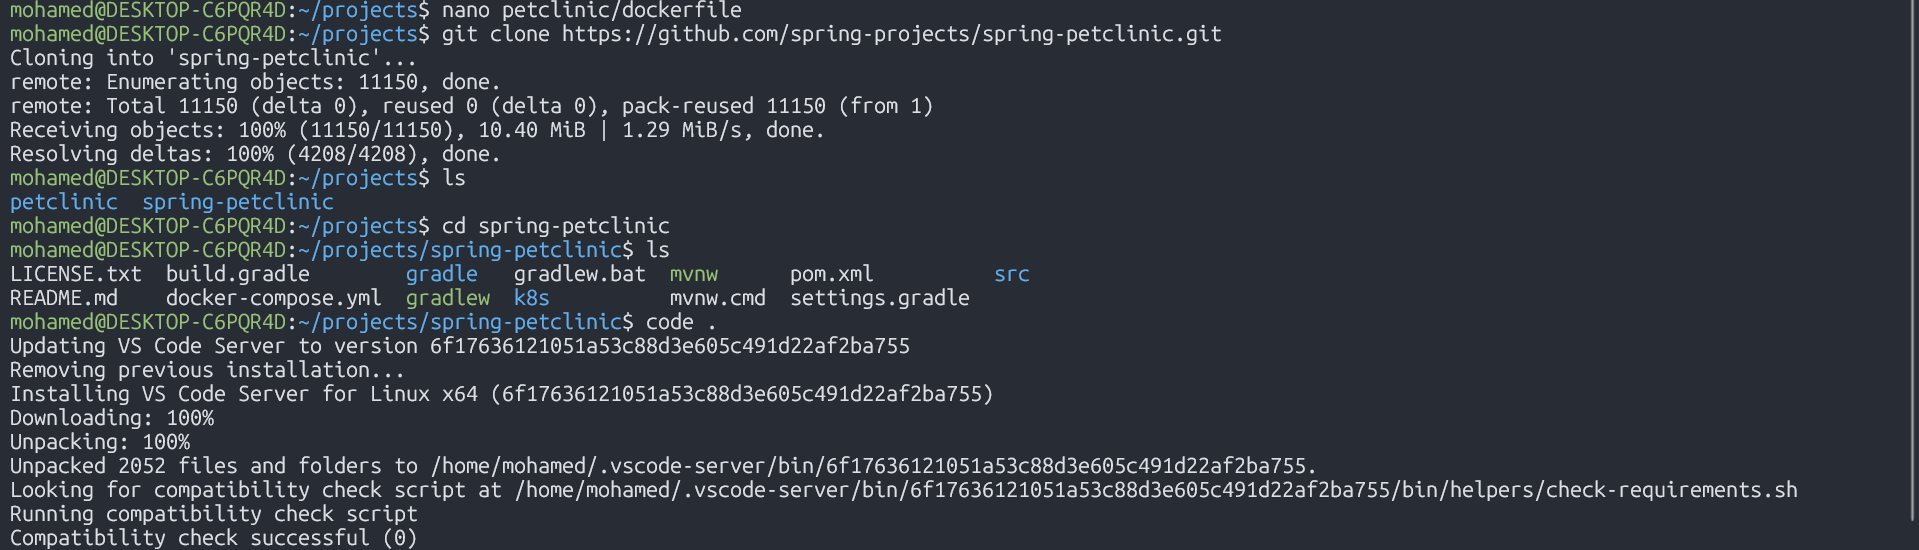 mohamed@DESKTOP-C6PQR4D:~/projects$ nano petclinic/dockerfile
mohamed@DESKTOP-C6PQR4D:~/projects$ git clone https://github.com/spring-projects/spring-petclinic.git
Cloning into 'spring-petclinic'...
remote: Enumerating objects: 11150, done.
remote: Total 11150 (delta 0), reused 0 (delta 0), pack-reused 11150 (from 1)
Receiving objects: 100% (11150/11150), 10.40 MiB | 1.29 MiB/s, done.
Resolving deltas: 100% (4208/4208), done.
mohamed@DESKTOP-C6PQR4D:~/projects$ ls
petclinic  spring-petclinic
mohamed@DESKTOP-C6PQR4D:~/projects$ cd spring-petclinic
mohamed@DESKTOP-C6PQR4D:~/projects/spring-petclinic$ ls
LICENSE.txt  build.gradle        gradle   gradlew.bat  mvnw      pom.xml          src
README.md    docker-compose.yml  gradlew  k8s          mvnw.cmd  settings.gradle
mohamed@DESKTOP-C6PQR4D:~/projects/spring-petclinic$ code .
Updating VS Code Server to version 6f17636121051a53c88d3e605c491d22af2ba755
Removing previous installation...
Installing VS Code Server for Linux x64 (6f17636121051a53c88d3e605c491d22af2ba755)
Downloading: 100%
Unpacking: 100%
Unpacked 2052 files and folders to /home/mohamed/.vscode-server/bin/6f17636121051a53c88d3e605c491d22af2ba755.
Looking for compatibility check script at /home/mohamed/.vscode-server/bin/6f17636121051a53c88d3e605c491d22af2ba755/bin/helpers/check-requirements.sh
Running compatibility check script
Compatibility check successful (0)